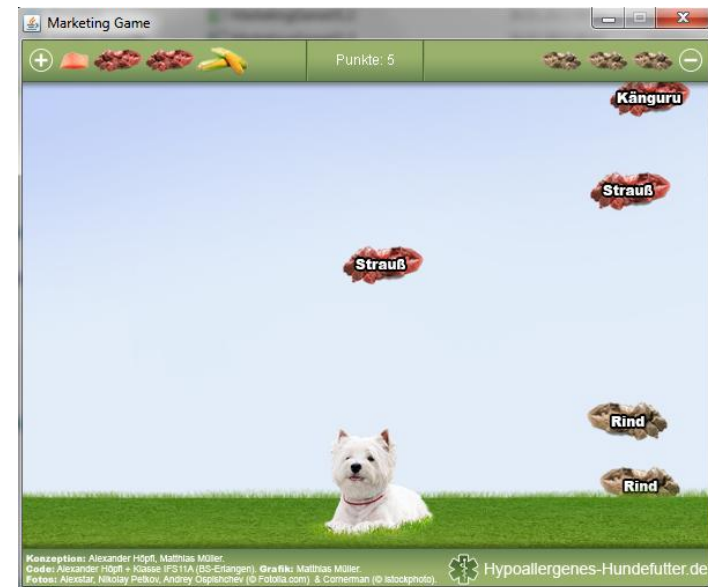 Marketing Game
Punkte: 5
Känguru
Strauß
Strauß
Rind
Rind
Konzeption: Alexander Höpfl, Matthias Müller.
Code: Alexander Höpfl + Klasse IFS11A (BS-Erlangen). Grafik: Matthias Müller.
Fotos: Alexstar, Nikolay Petkov, Andrey Ospishchev (© Fotolia.com) & Cornerman (© istockphoto).
Hypoallergenes-Hundefutter.de